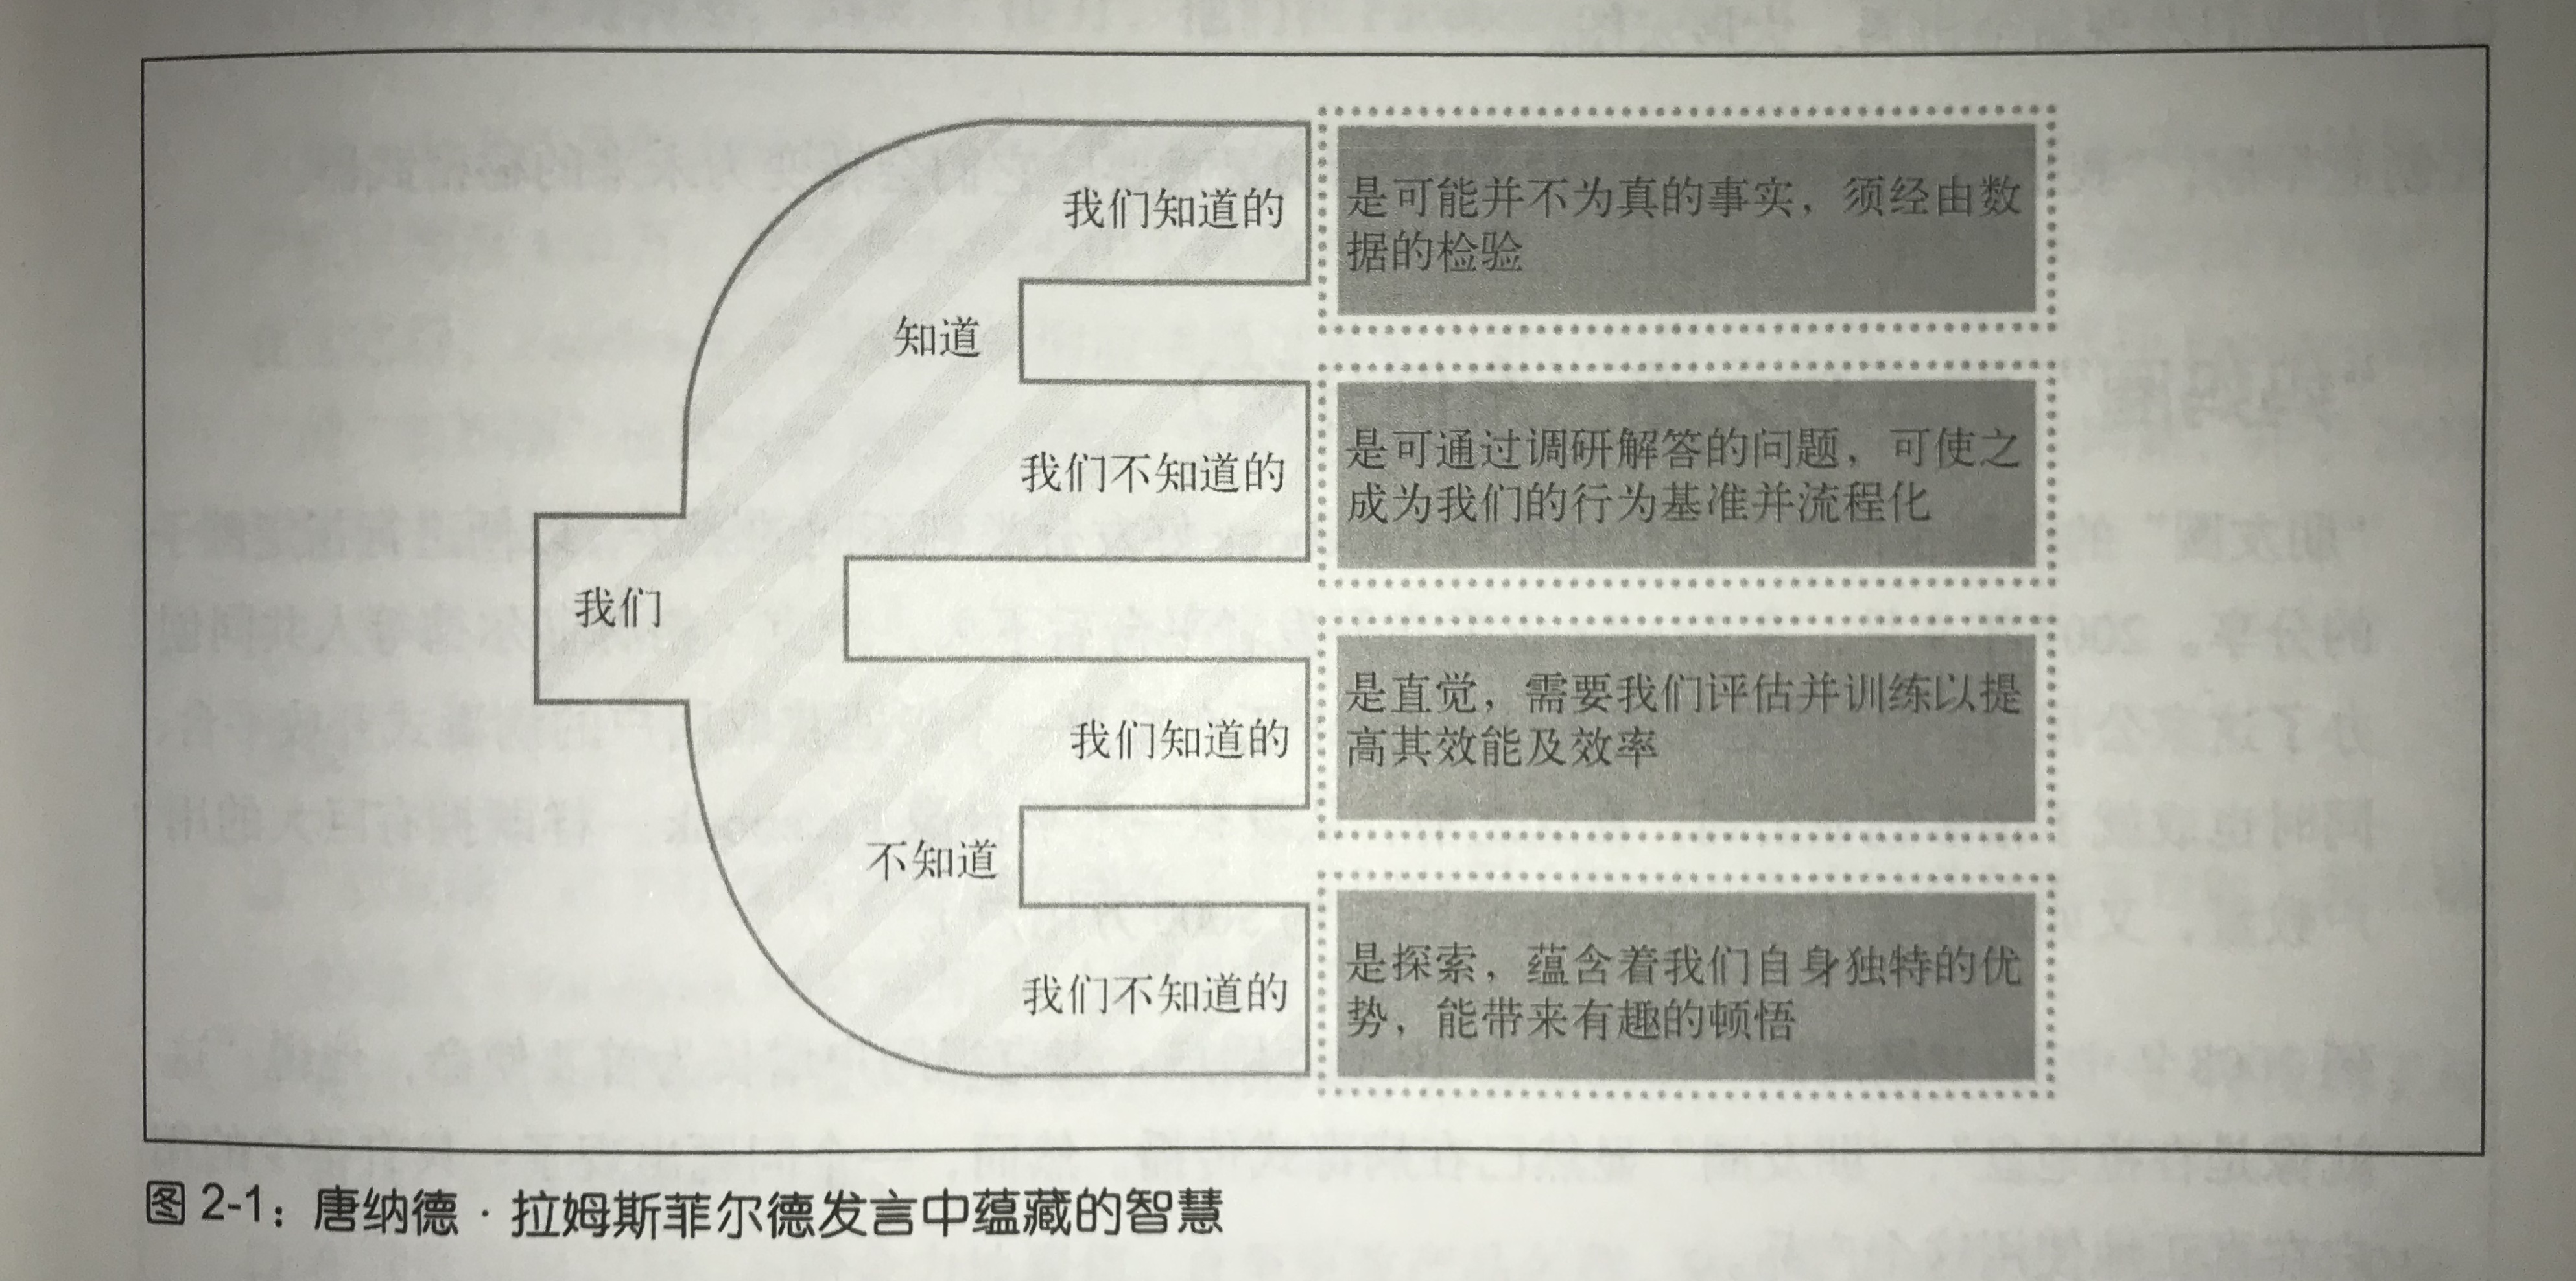 我们知道的
是可能并不为真的事实，须经由数
据的检验
知道
我们不知道的
是可通过调研解答的问题，可使之
成为我们的行为基准并流程化
我们
我们知道的
是直觉，需要我们评估并训练以提
高其效能及效率
不知道
我们不知道的
是探索，蕴含着我们自身独特的优
势，能带来有趣的顿悟
图 2-1：唐纳德·拉姆斯菲尔德发言中蕴藏的智慧